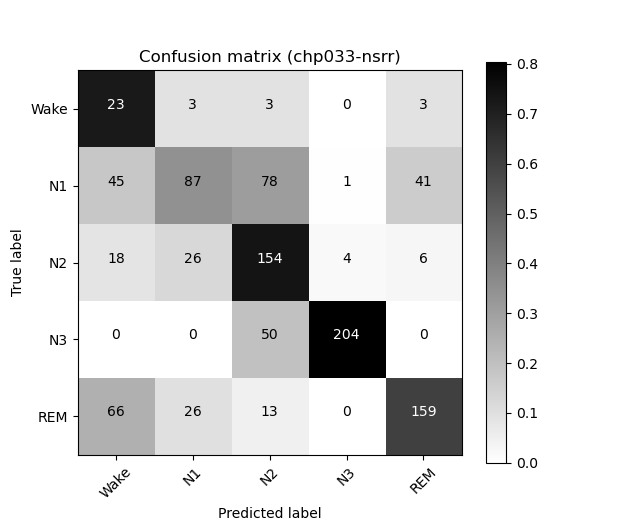 Confusion matrix (chp033-nsrr)
0.8
Wake 23 3 3 0 3
0.7
N1 45 87 78 1 41
0.6
0.5
True label
N2 18 26 154 4 6
0.4
0.3
N3 0 0 50 204 0
0.2
REM 66 26 13 0 159
0.1
0.0
Wake N1 N2 N3 REM
Predicted label